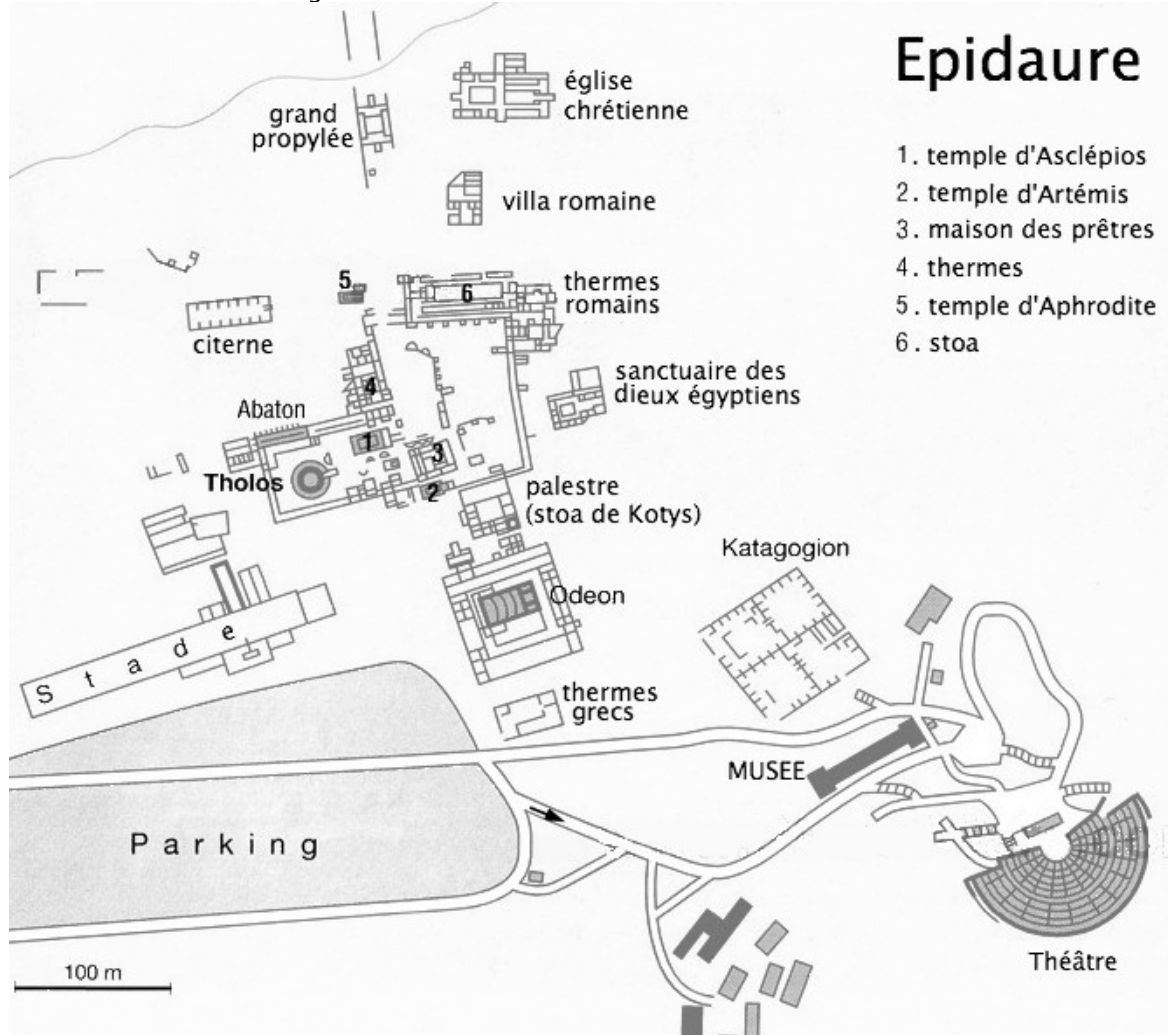 Epidaure
1. temple d'Asclépios
2. temple d'Artémis
3. maison des prêtres
4. thermes
5. temple d'Aphrodite
6. stoa
église
chrétienne
grand
propylée
villa romaine
5
6
thermes
romains
citerne
4
sanctuaire des
dieux égyptiens
Abaton
1
3
Tholos
2
palestre
(stoa de Kotys)
Katagogion
Odeon
Stade
thermes
grecs
MUSEE
Parking
Théâtre
100 m